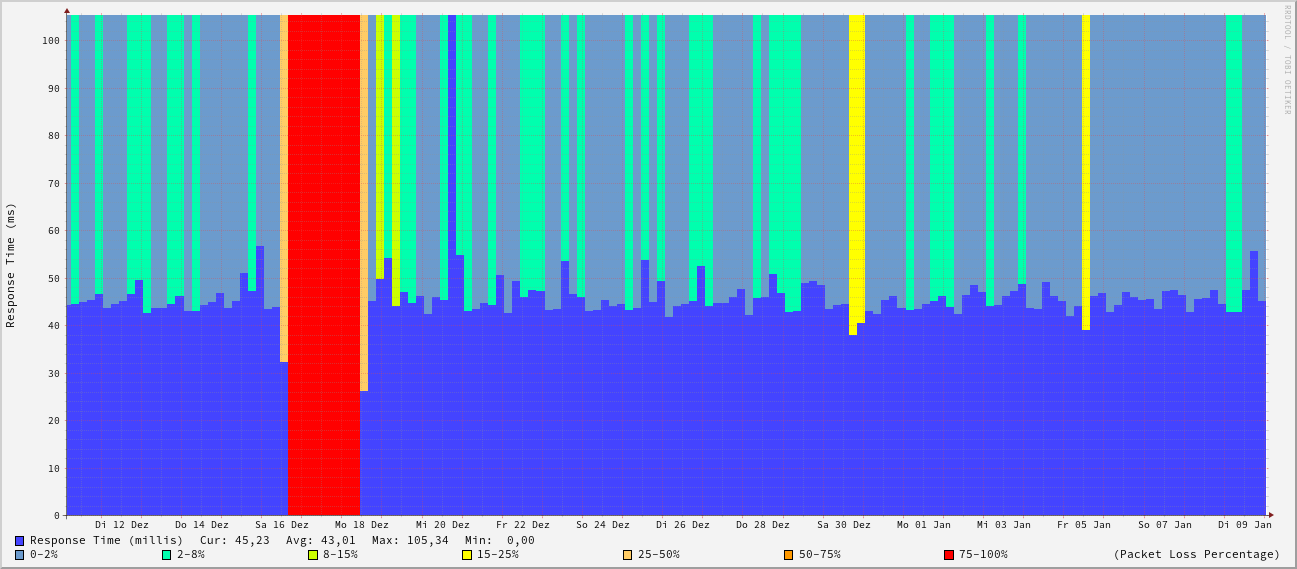 RRDTOOL / TOBI OETIKER
Response Time (ms)
100
90
80
70
60
50
40
30
20
10
0
Di 12 Dez Do 14 Dez Sa 16 Dez Mo 18 Dez Mi 20 Dez Fr 22 Dez So 24 Dez Di 26 Dez Do 28 Dez Sa 30 Dez Mo 01 Jan Mi 03 Jan Fr 05 Jan So 07 Jan Di 09 Jan
Response Time (millis) Cur: 45,23 Avg: 43,01 Max: 105,34 Min: 0,00
0-2% 2-8% 8-15% 15-25% 25-50% 50-75% 75-100% (Packet Loss Percentage)